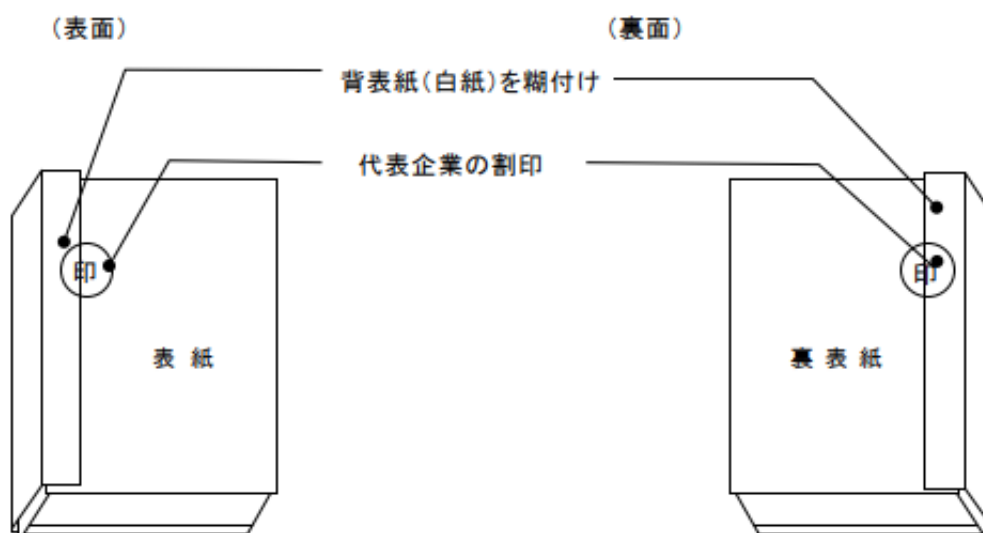 (表面)
(裏面)
背表紙(白紙)を糊付け
代表企業の割印
印
印
表 紙
裏 表 紙